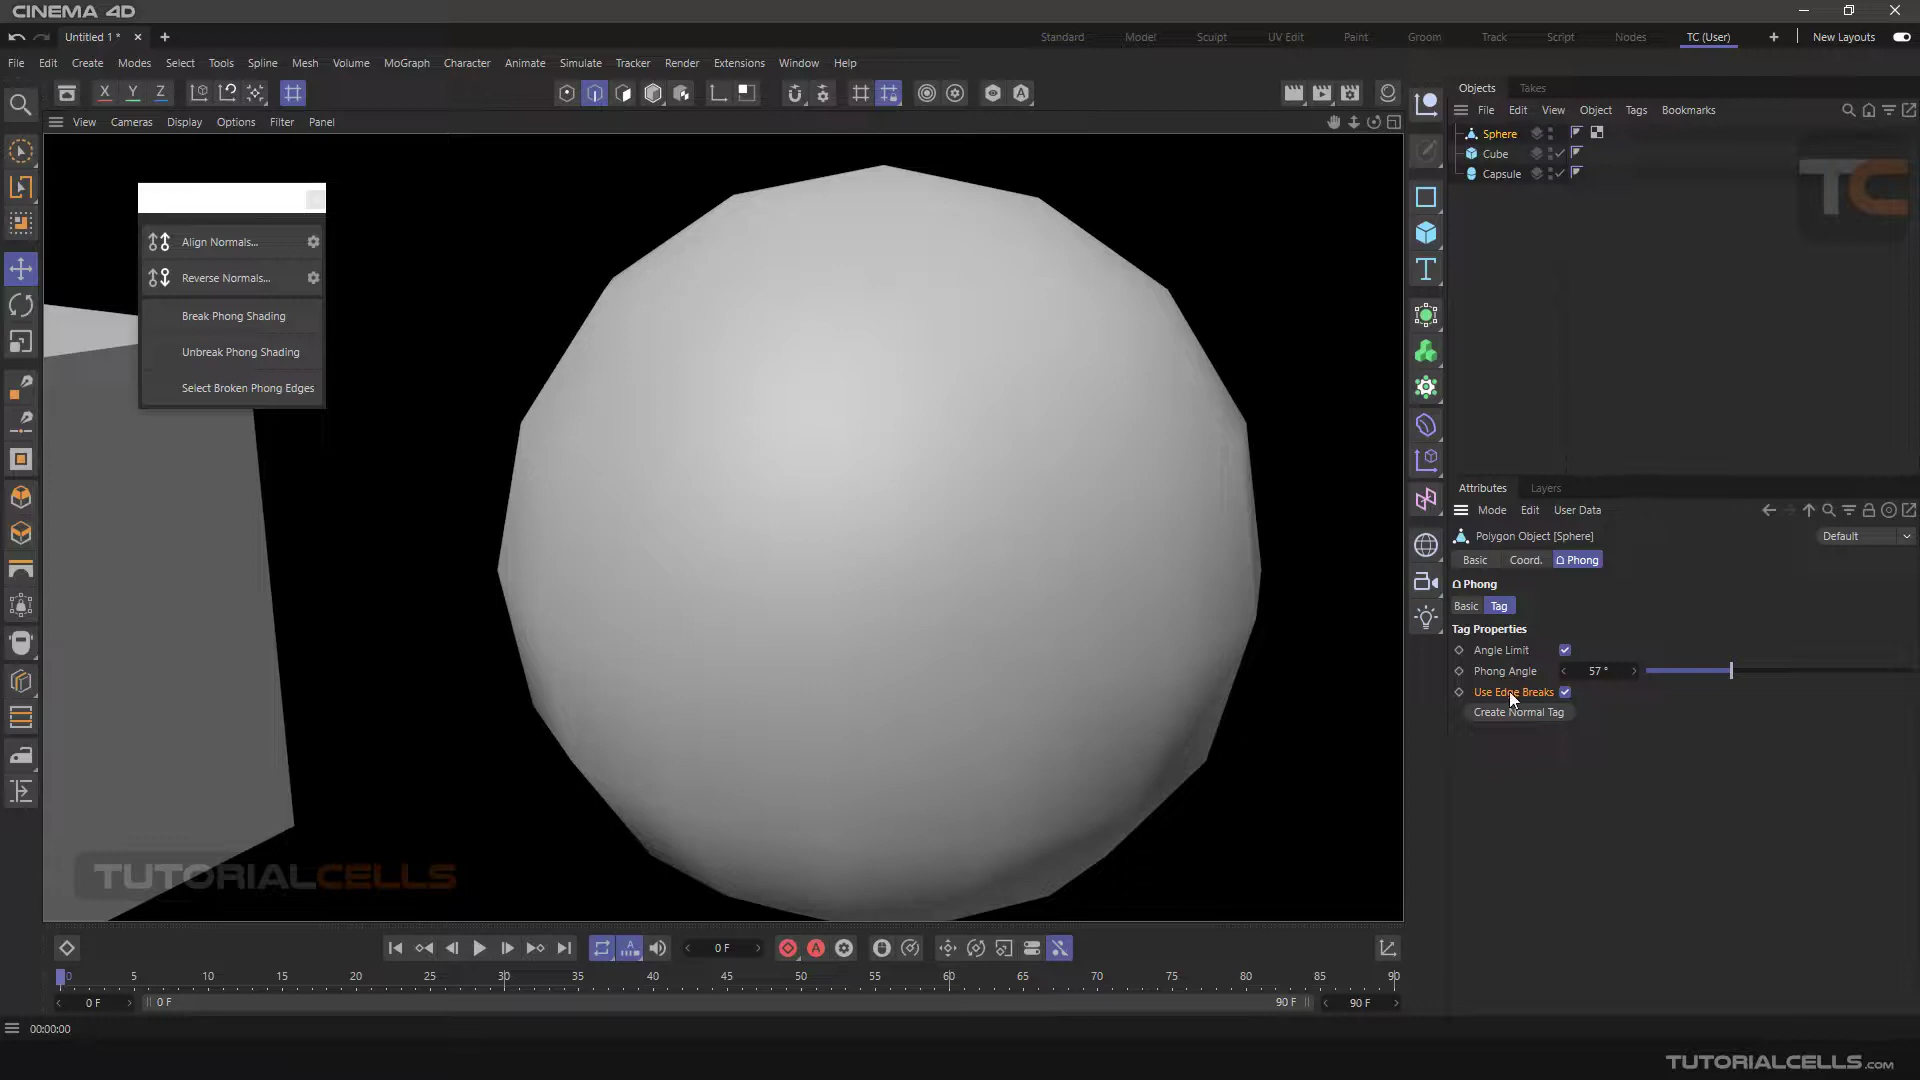 CINEMA 4D
Untitled 1 *
Standard Model Sculpt UV Edit Paint Groom Track Script Nodes TC (User) New Layouts
File Edit Create Modes Select Tools Spline Mesh Volume MoGraph Character Animate Simulate Tracker Render Extensions Window Help
X Y Z
View Cameras Display Options Filter Panel
Align Normals...
Reverse Normals...
Break Phong Shading
Unbreak Phong Shading
Select Broken Phong Edges
Objects Takes
File Edit View Object Tags Bookmarks
Sphere
Cube
Capsule
TC
Attributes Layers
Mode Edit User Data
Polygon Object [Sphere] Default
Basic Coord. Phong
Phong
Basic Tag
Tag Properties
Angle Limit
Phong Angle 57 °
Use Edge Breaks
Create Normal Tag
TUTORIALCELLS
0 F
0 5 10 15 20 25 30 35 40 45 50 55 60 65 70 75 80 85 90
0 F 0 F 90 F 90 F
00:00:00
TUTORIALCELLS.COM